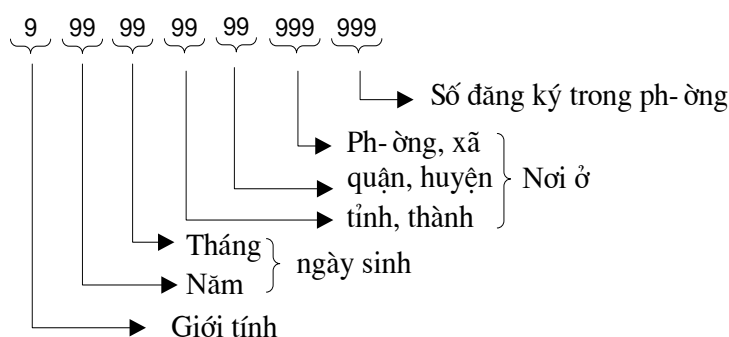 9 99 99 99 99 999 999
Số đăng ký trong ph- ờng
Ph- ờng, xã
quận, huyện
Nơi ở
tỉnh, thành
Tháng
ngày sinh
Năm
Giới tính